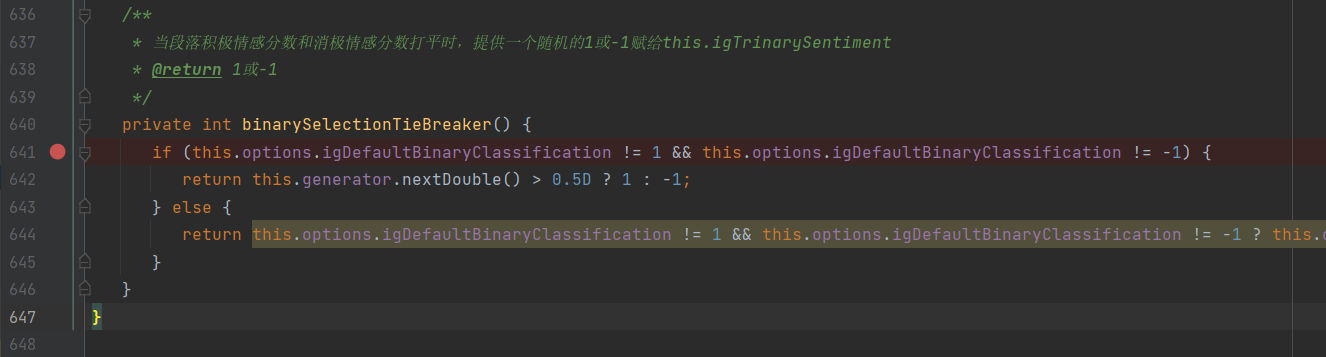 636 /**
637 * 当段落积极情感分数和消极情感分数打平时，提供一个随机的1或-1赋给this.igTrinarySentiment
638 * @return 1或-1
639 */
640 private int binarySelectionTieBreaker() {
641 if (this.options.igDefaultBinaryClassification != 1 && this.options.igDefaultBinaryClassification != -1) {
642 return this.generator.nextDouble() > 0.5D ? 1 : -1;
643 } else {
644 return this.options.igDefaultBinaryClassification != 1 && this.options.igDefaultBinaryClassification != -1 ? this.
645 }
646 }
647 }
648